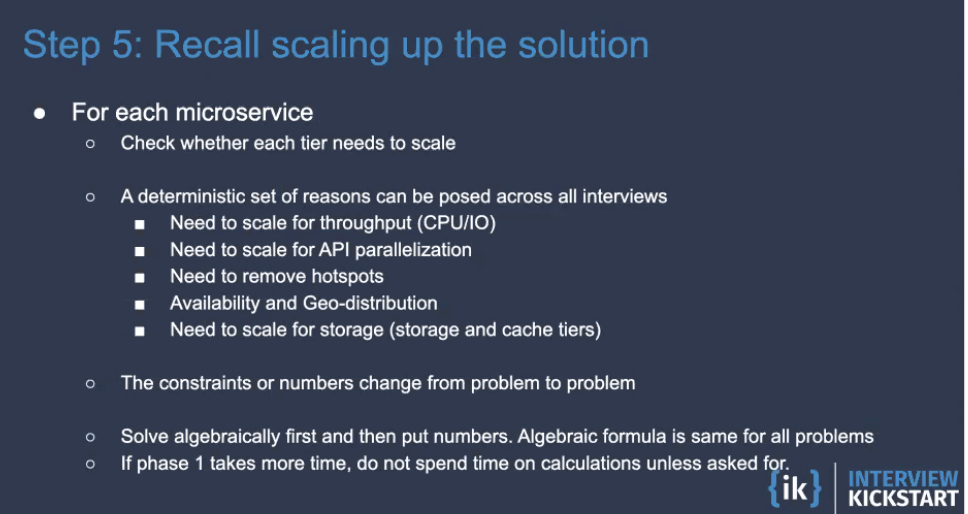 Step 5: Recall scaling up the solution
● For each microservice
○ Check whether each tier needs to scale
○ A deterministic set of reasons can be posed across all interviews
■ Need to scale for throughput (CPU/IO)
■ Need to scale for API parallelization
■ Need to remove hotspots
■ Availability and Geo-distribution
■ Need to scale for storage (storage and cache tiers)
○ The constraints or numbers change from problem to problem
○ Solve algebraically first and then put numbers. Algebraic formula is same for all problems
○ If phase 1 takes more time, do not spend time on calculations unless asked for.
{ik} INTERVIEW
KICKSTART